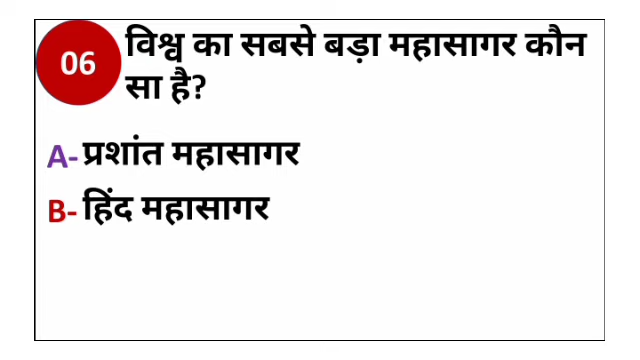 06
विश्व का सबसे बड़ा महासागर कौन
सा है?
A- प्रशांत महासागर
B- हिंद महासागर